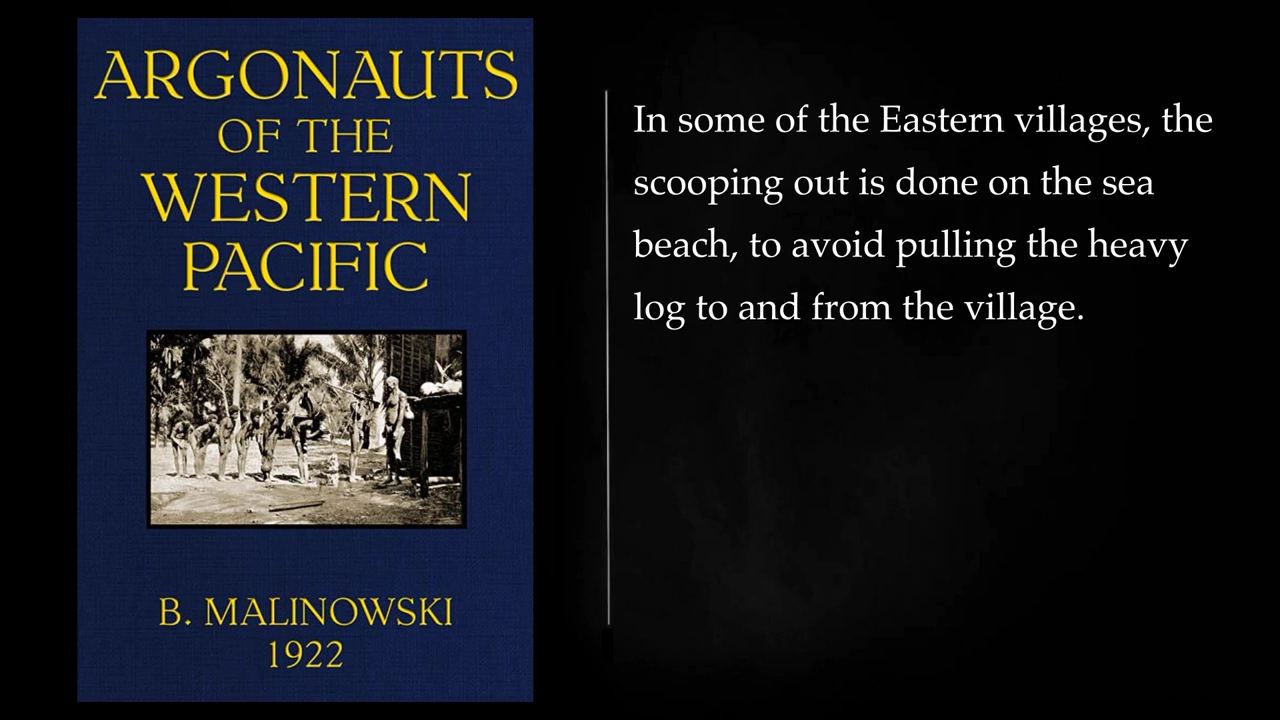 ARGONAUTS
OF THE
WESTERN
PACIFIC
B. MALINOWSKI
1922
In some of the Eastern villages, the
scooping out is done on the sea
beach, to avoid pulling the heavy
log to and from the village.